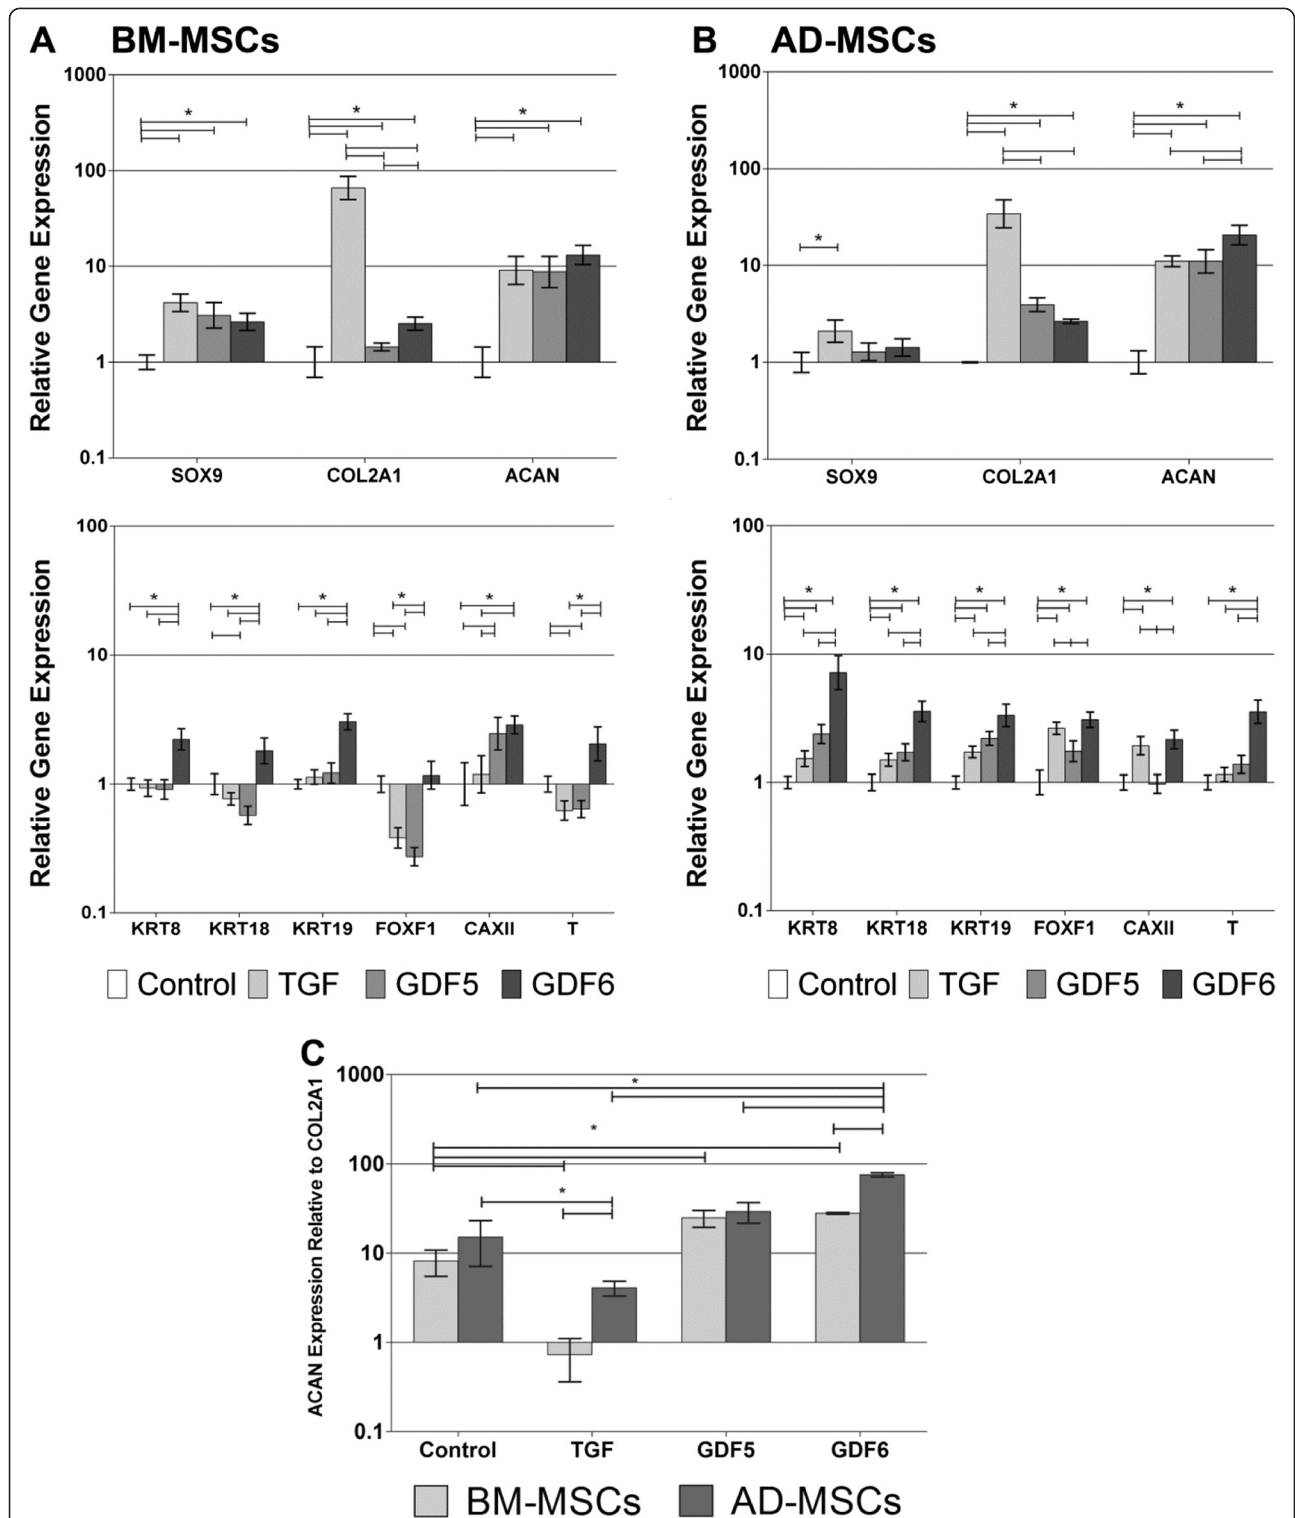 A BM-MSCs
Relative Gene Expression
1000
*
*
*
100
10
1
0.1
SOX9 COL2A1 ACAN
Relative Gene Expression
100
* * * * * *
10
1
0.1
KRT8 KRT18 KRT19 FOXF1 CAXII T
Control TGF GDF5 GDF6
B AD-MSCs
Relative Gene Expression
1000
*
*
100
*
10
1
0.1
SOX9 COL2A1 ACAN
Relative Gene Expression
100
* * * * * *
10
1
0.1
KRT8 KRT18 KRT19 FOXF1 CAXII T
Control TGF GDF5 GDF6
C
ACAN Expression Relative to COL2A1
1000
*
*
100
*
10
1
0.1
Control TGF GDF5 GDF6
BM-MSCs AD-MSCs